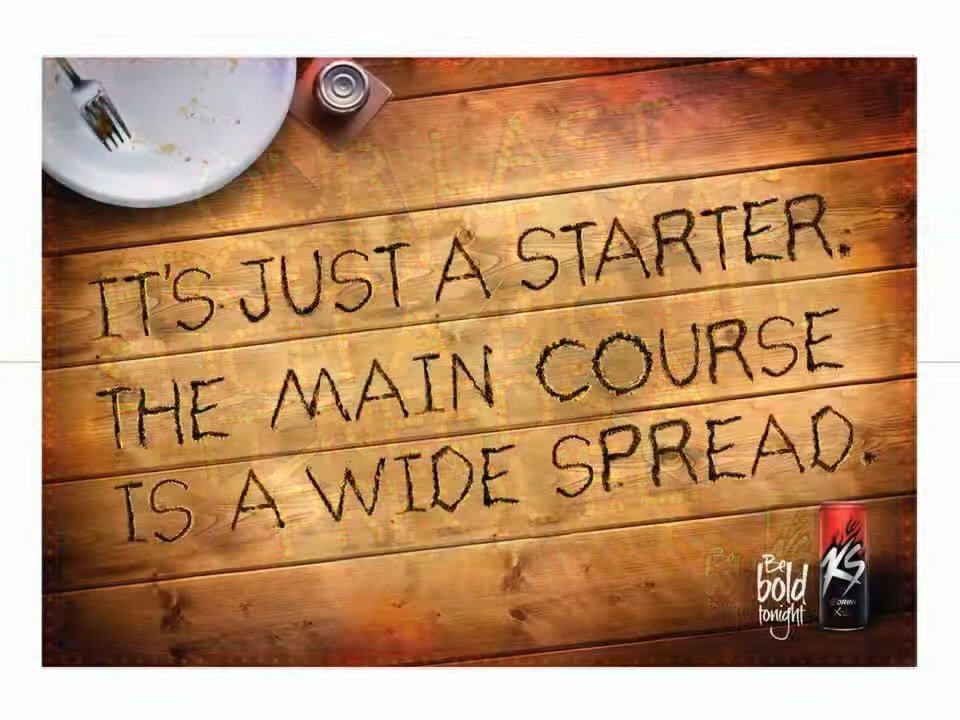 IT'S JUST A STARTER.
THE MAIN COURSE
IS A WIDE SPREAD.
Be
bold
tonight
KS